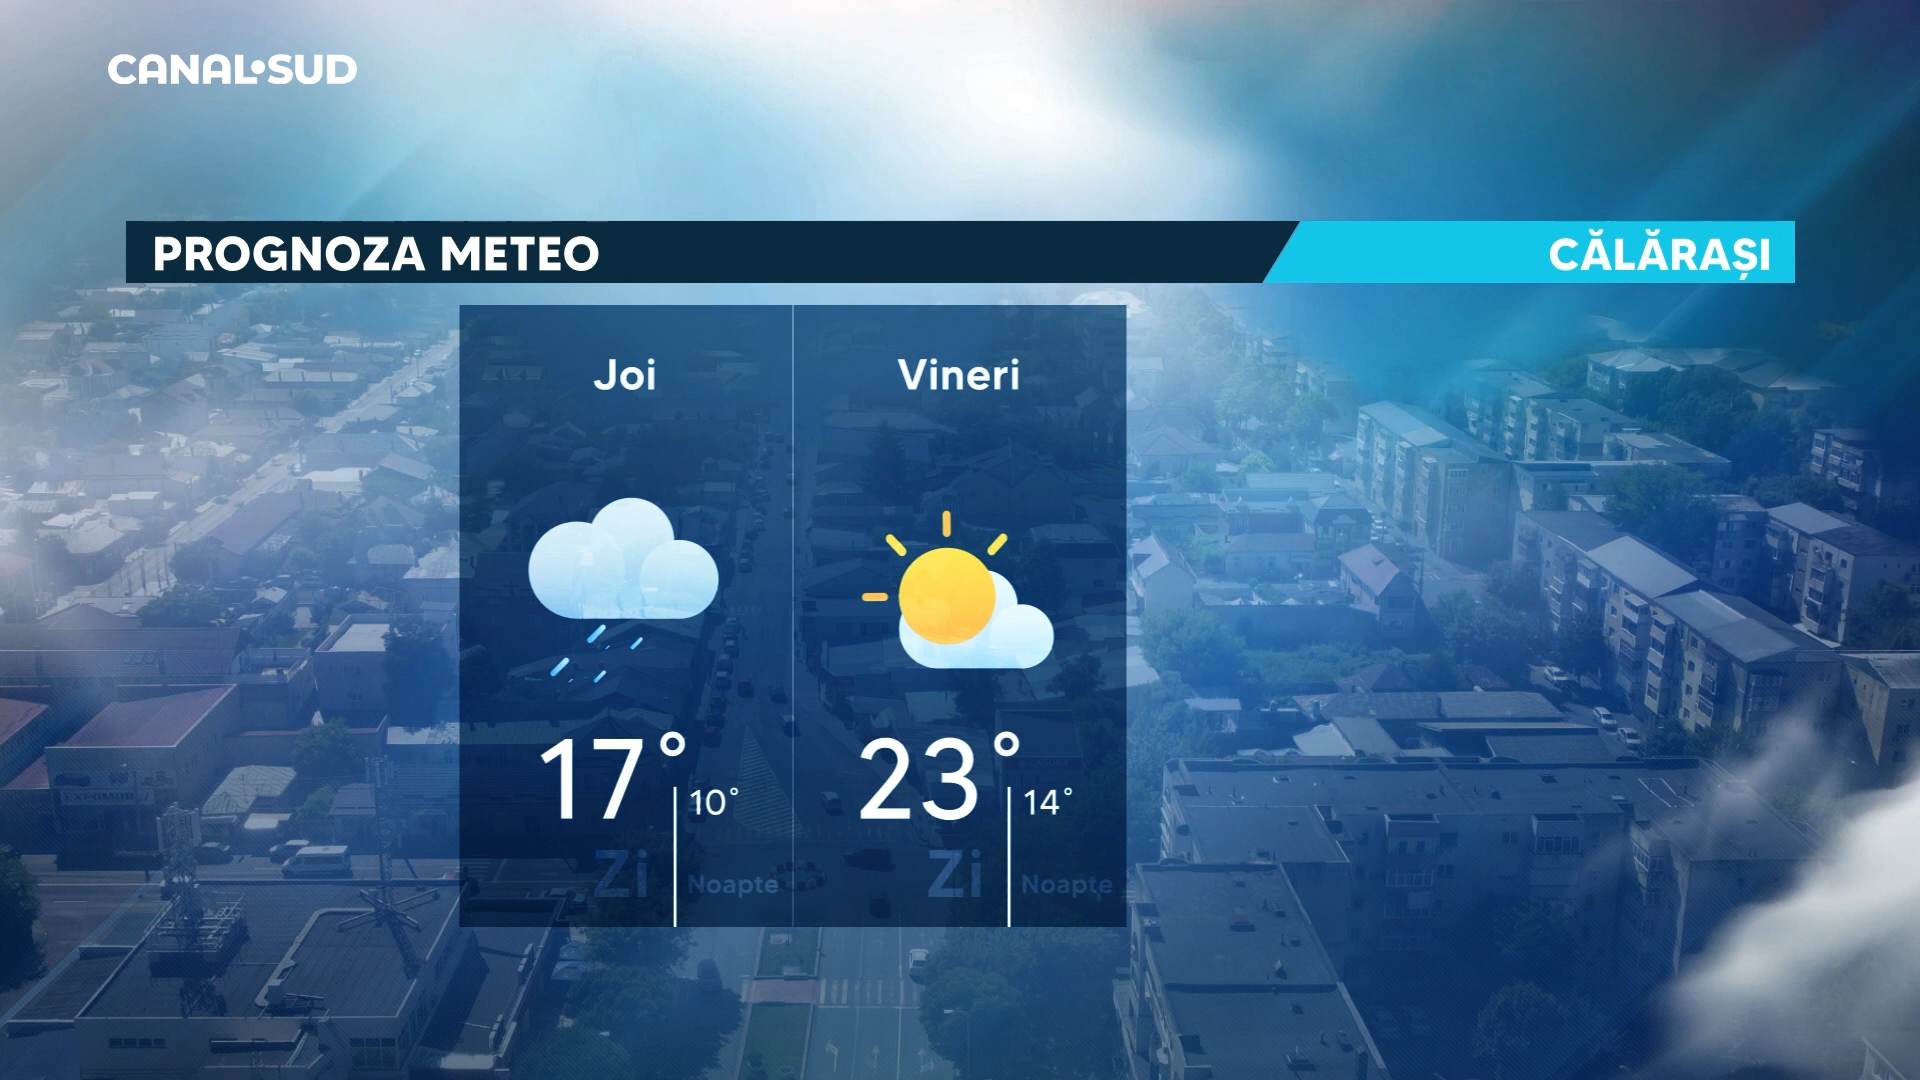 CANAL•SUD
PROGNOZA METEO
CĂLĂRAȘI
Joi
Vineri
17°
10°
Zi
Noapte
23°
14°
Zi
Noapte